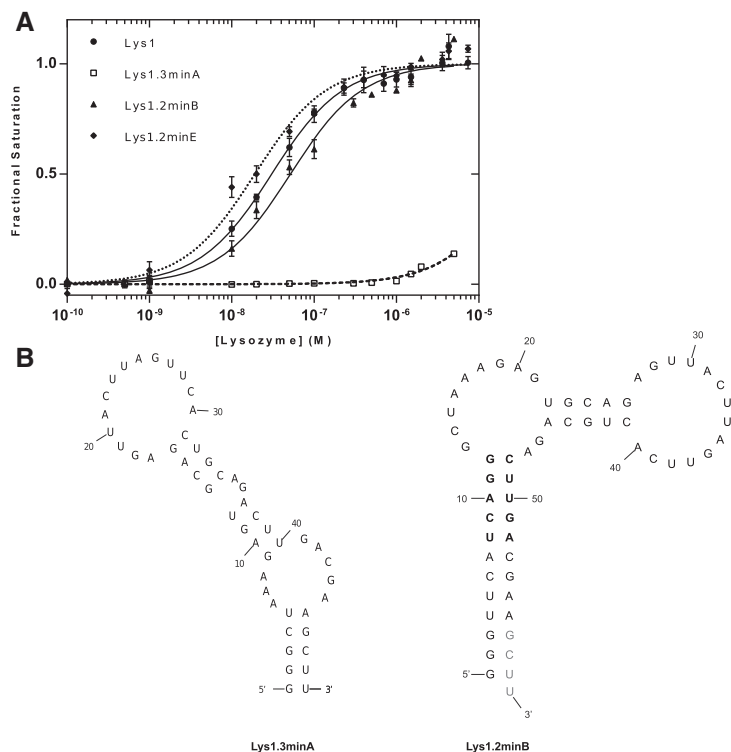 A
Lys1
Lys1.3minA
Lys1.2minB
Lys1.2minE
Fractional Saturation
1.0
0.5
0.0
10-10
10-9
10-8
10-7
10-6
10-5
[Lysozyme] (M)
B
5'
GGGCUAAAGAGUGCAGAGUUACUUAGUUCACUGCAGACUUGACGAAGCUU
3'
10
20
30
40
Lys1.3minA
5'
GGGUUCAUCAGGGCUAAAGAGUGCAGAGUUACUUAGUUCACUGCAGACUUGACGAAGCUU
3'
10
20
30
40
50
Lys1.2minB